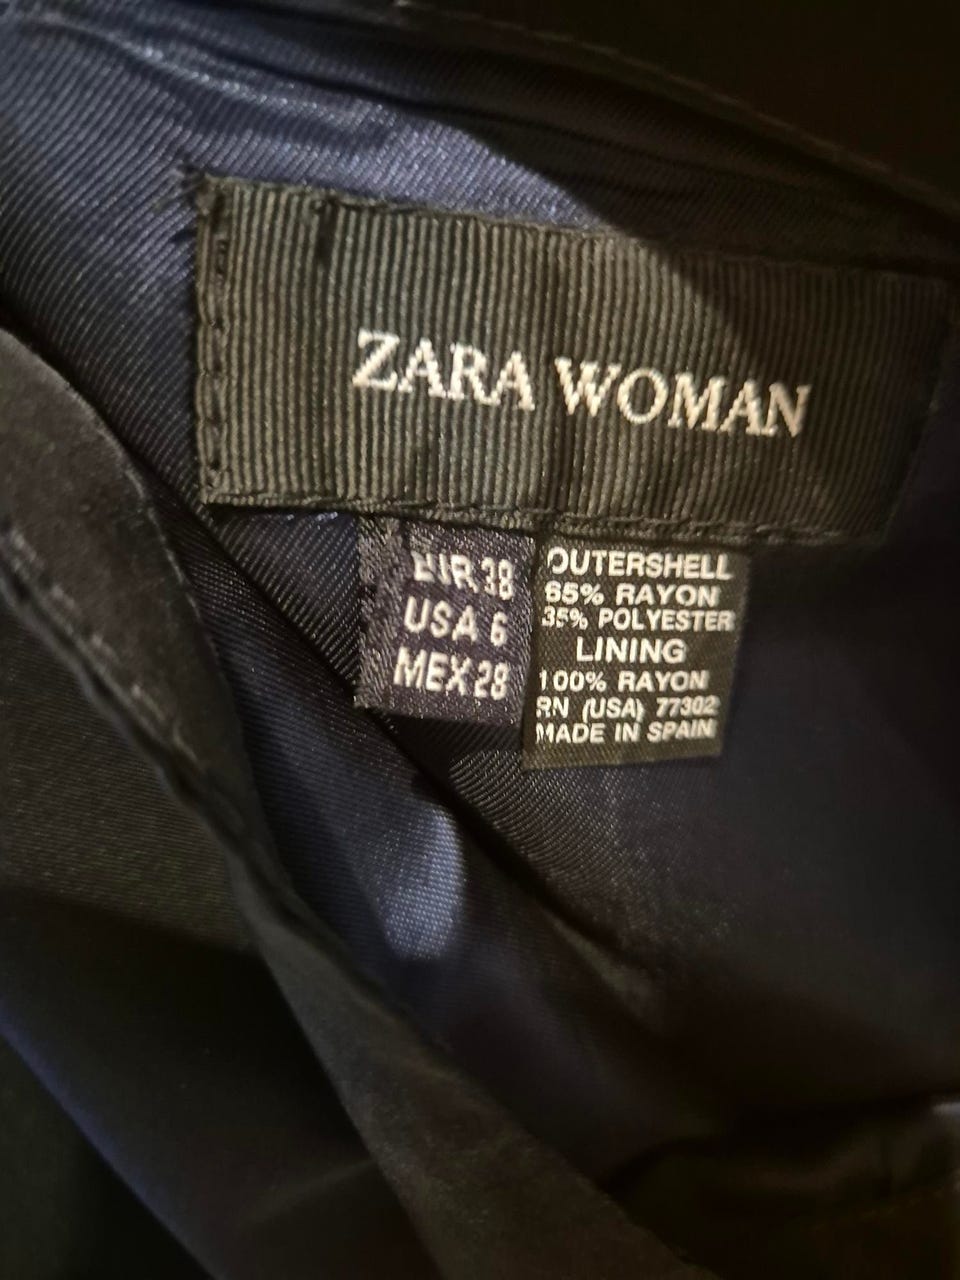 ZARA WOMAN
EUR 38
USA 6
MEX 28
OUTERSHELL
65% RAYON
35% POLYESTER
LINING
100% RAYON
RN (USA) 77302
MADE IN SPAIN